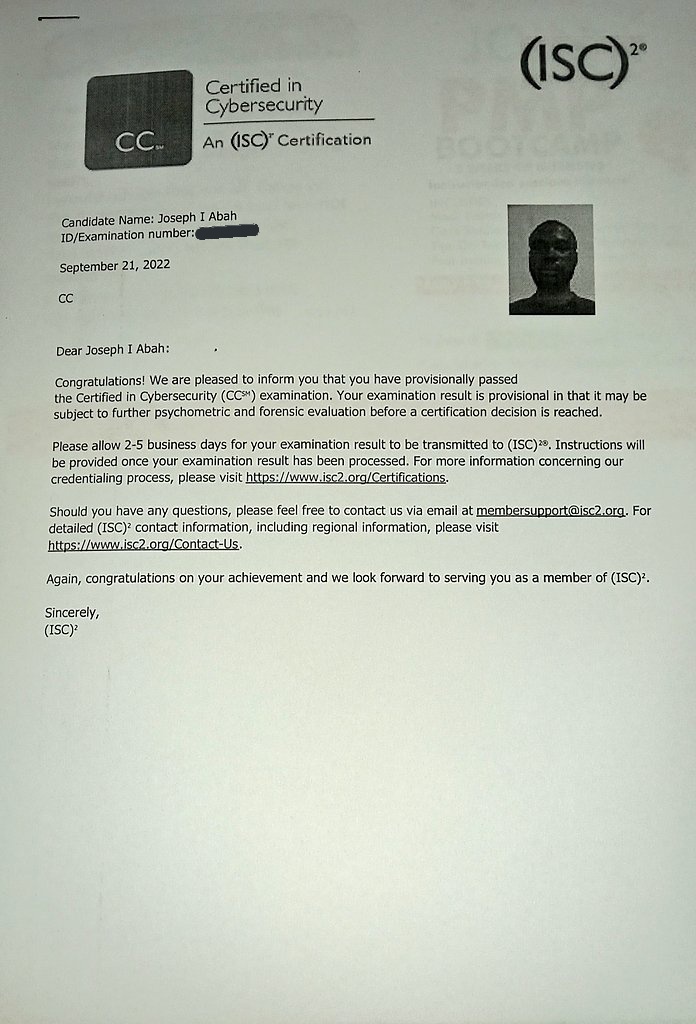 (ISC)²®
Certified in
Cybersecurity
CC℠
An (ISC)²® Certification
Candidate Name: Joseph I Abah
ID/Examination number:
September 21, 2022
CC
Dear Joseph I Abah:
Congratulations! We are pleased to inform you that you have provisionally passed
the Certified in Cybersecurity (CC℠) examination. Your examination result is provisional in that it may be
subject to further psychometric and forensic evaluation before a certification decision is reached.
Please allow 2-5 business days for your examination result to be transmitted to (ISC)²®. Instructions will
be provided once your examination result has been processed. For more information concerning our
credentialing process, please visit https://www.isc2.org/Certifications.
Should you have any questions, please feel free to contact us via email at membersupport@isc2.org. For
detailed (ISC)² contact information, including regional information, please visit
https://www.isc2.org/Contact-Us.
Again, congratulations on your achievement and we look forward to serving you as a member of (ISC)².
Sincerely,
(ISC)²